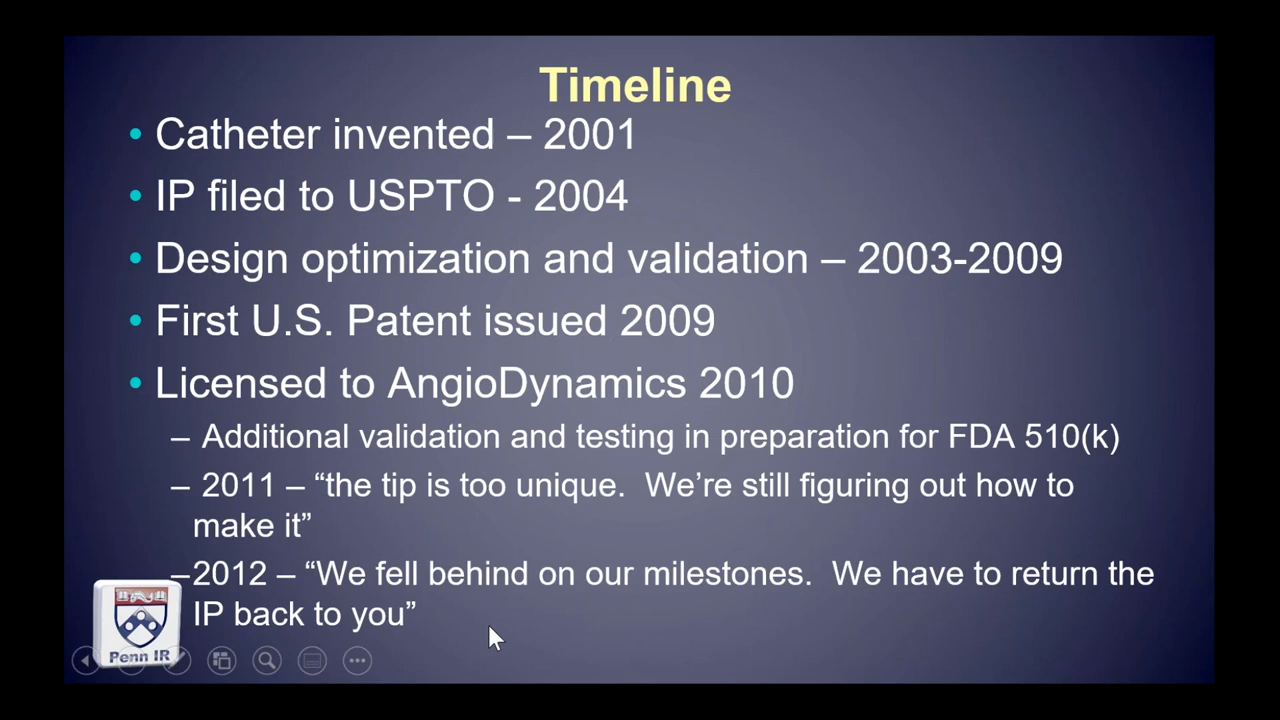 Timeline
• Catheter invented – 2001
• IP filed to USPTO - 2004
• Design optimization and validation – 2003-2009
• First U.S. Patent issued 2009
• Licensed to AngioDynamics 2010
– Additional validation and testing in preparation for FDA 510(k)
– 2011 – “the tip is too unique.  We’re still figuring out how to
make it”
–2012 – “We fell behind on our milestones.  We have to return the
IP back to you”
Penn IR